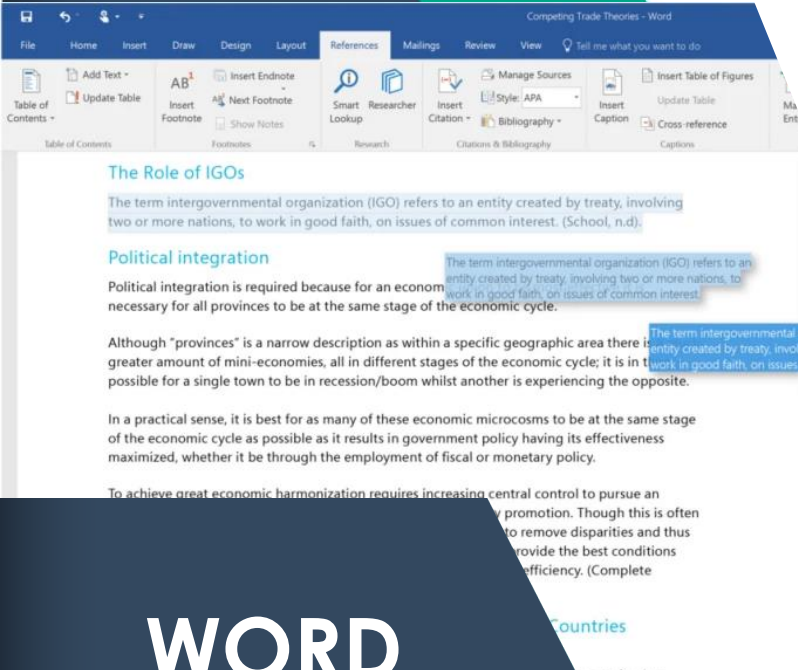 Competing Trade Theories - Word
File Home Insert Draw Design Layout References Mailings Review View Tell me what you want to do
Table of Contents
Add Text
Update Table
Table of Contents
AB1
Insert Footnote
Insert Endnote
Next Footnote
Show Notes
Footnotes
Smart Lookup
Researcher
Research
Insert Citation
Manage Sources
Style: APA
Bibliography
Citations & Bibliography
Insert Caption
Insert Table of Figures
Update Table
Cross-reference
Captions
Ma
Ent
The Role of IGOs
The term intergovernmental organization (IGO) refers to an entity created by treaty, involving
two or more nations, to work in good faith, on issues of common interest. (School, n.d).
Political integration
The term intergovernmental organization (IGO) refers to an
entity created by treaty, involving two or more nations, to
work in good faith, on issues of common interest.
Political integration is required because for an econom
necessary for all provinces to be at the same stage of the economic cycle.
The term intergovernmental
entity created by treaty, invol
work in good faith, on issues
Although "provinces" is a narrow description as within a specific geographic area there is
greater amount of mini-economies, all in different stages of the economic cycle; it is in t
possible for a single town to be in recession/boom whilst another is experiencing the opposite.
In a practical sense, it is best for as many of these economic microcosms to be at the same stage
of the economic cycle as possible as it results in government policy having its effectiveness
maximized, whether it be through the employment of fiscal or monetary policy.
To achieve great economic harmonization requires increasing central control to pursue an
y promotion. Though this is often
to remove disparities and thus
rovide the best conditions
efficiency. (Complete
Countries
WORD